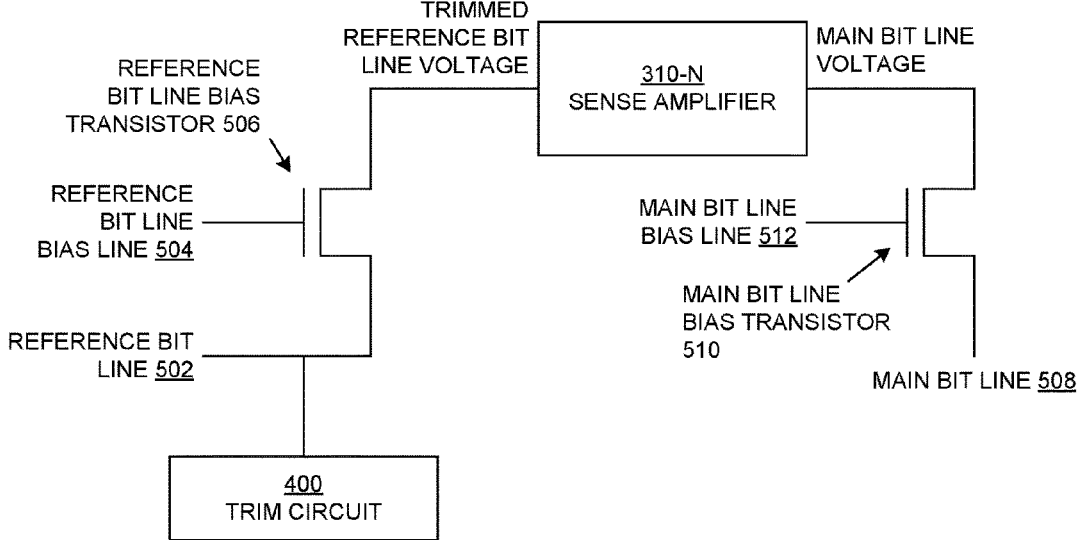 TRIMMED
REFERENCE BIT
LINE VOLTAGE
310-N
SENSE AMPLIFIER
MAIN BIT LINE
VOLTAGE
REFERENCE
BIT LINE BIAS
TRANSISTOR 506
REFERENCE
BIT LINE
BIAS LINE 504
MAIN BIT LINE
BIAS LINE 512
MAIN BIT LINE
BIAS TRANSISTOR
510
REFERENCE BIT
LINE 502
MAIN BIT LINE 508
400
TRIM CIRCUIT